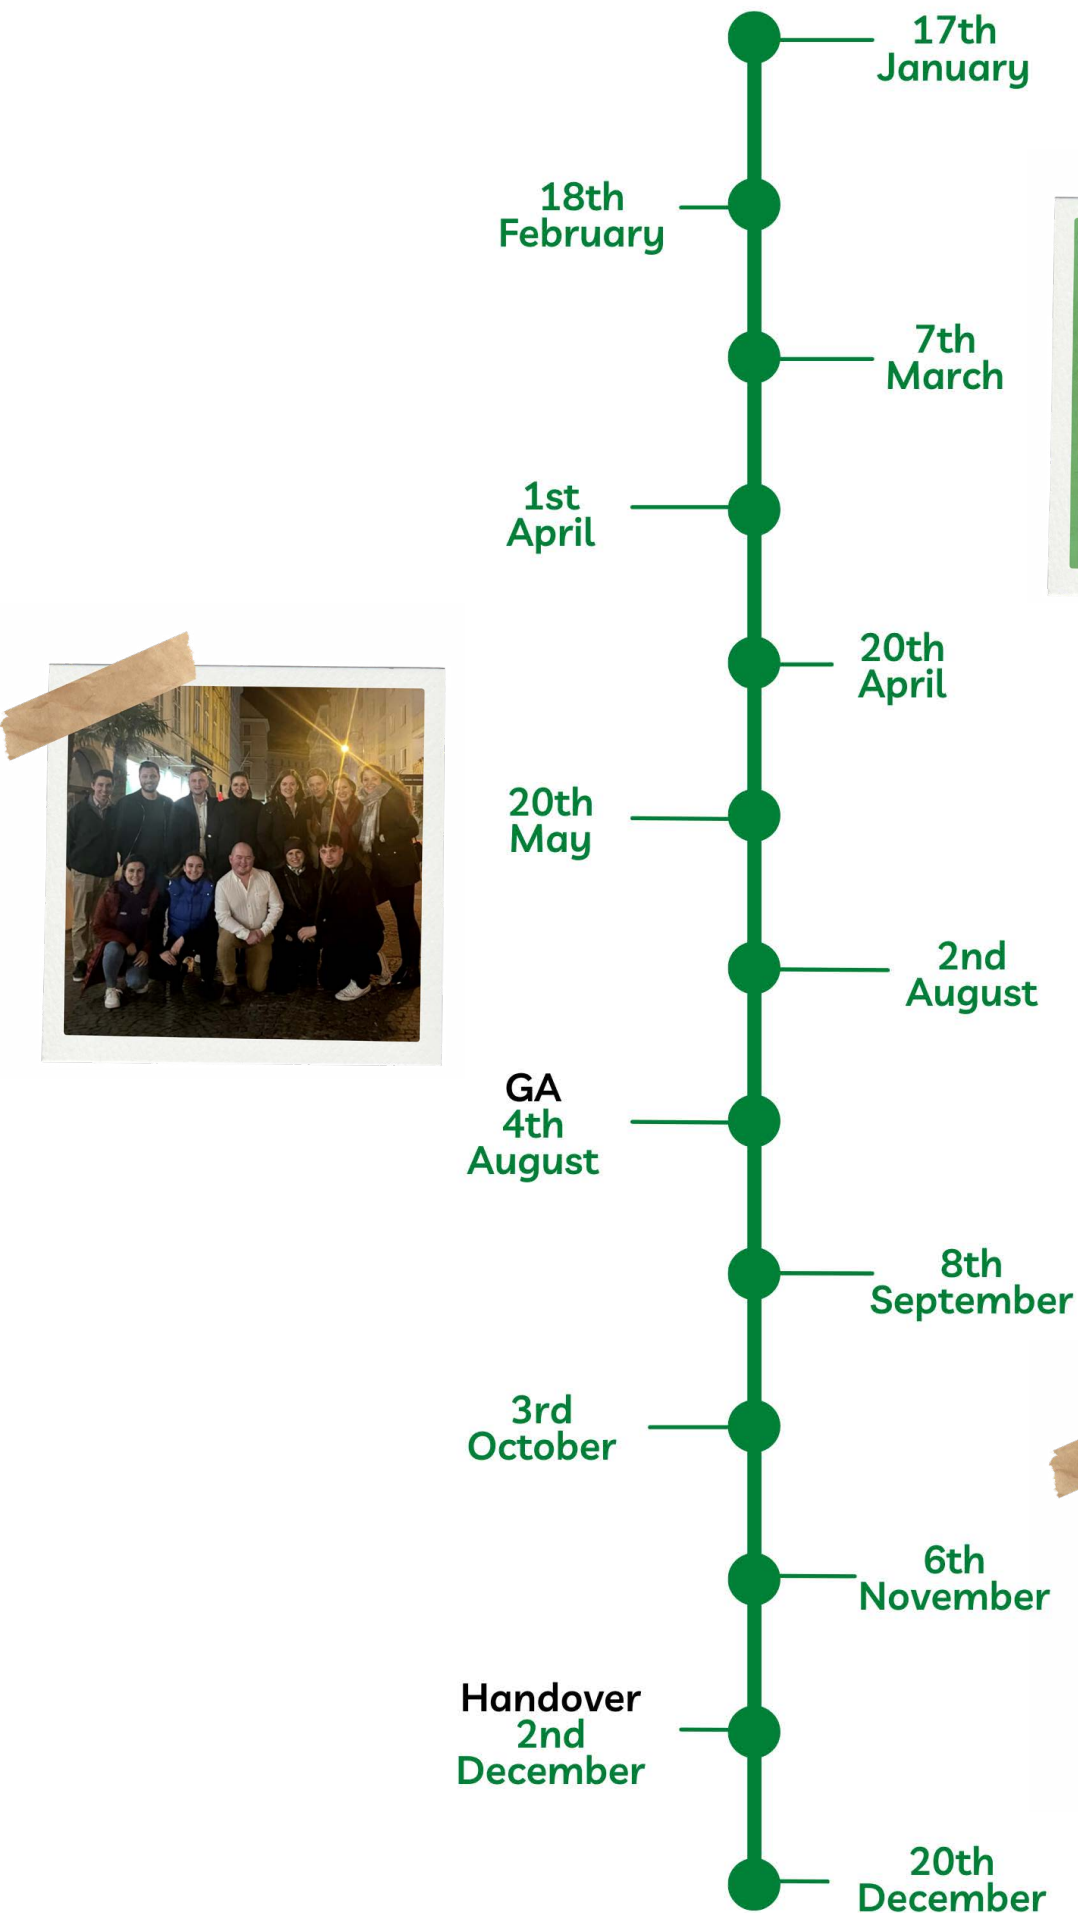 17th
January
18th
February
7th
March
1st
April
20th
April
20th
May
2nd
August
GA
4th
August
8th
September
3rd
October
6th
November
Handover
2nd
December
20th
December